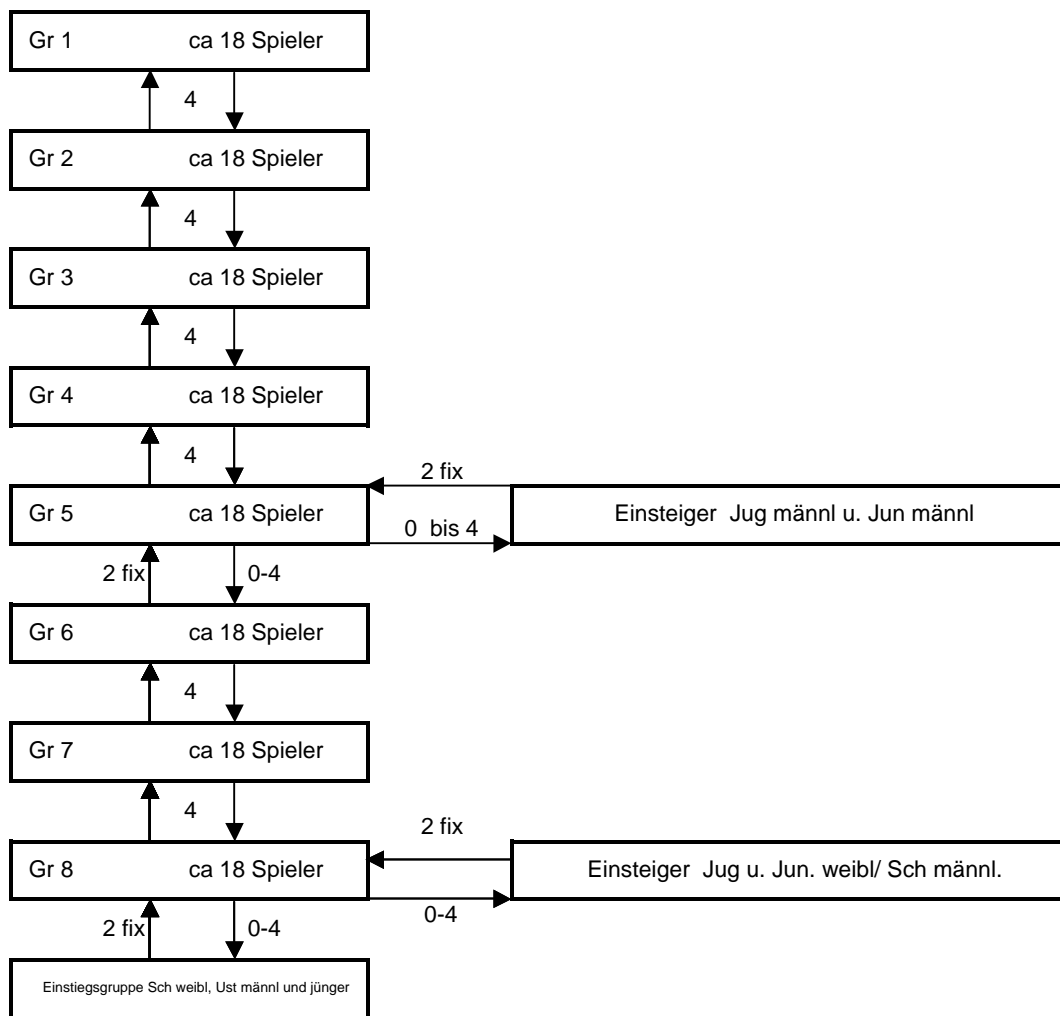 Gr 1 ca 18 Spieler
4
Gr 2 ca 18 Spieler
4
Gr 3 ca 18 Spieler
4
Gr 4 ca 18 Spieler
4
2 fix
Gr 5 ca 18 Spieler
Einsteiger Jug männl u. Jun männl
0 bis 4
2 fix 0-4
Gr 6 ca 18 Spieler
4
Gr 7 ca 18 Spieler
4
2 fix
Gr 8 ca 18 Spieler
Einsteiger Jug u. Jun. weibl/ Sch männl.
0-4
2 fix 0-4
Einstiegsgruppe Sch weibl, Ust männl und jünger